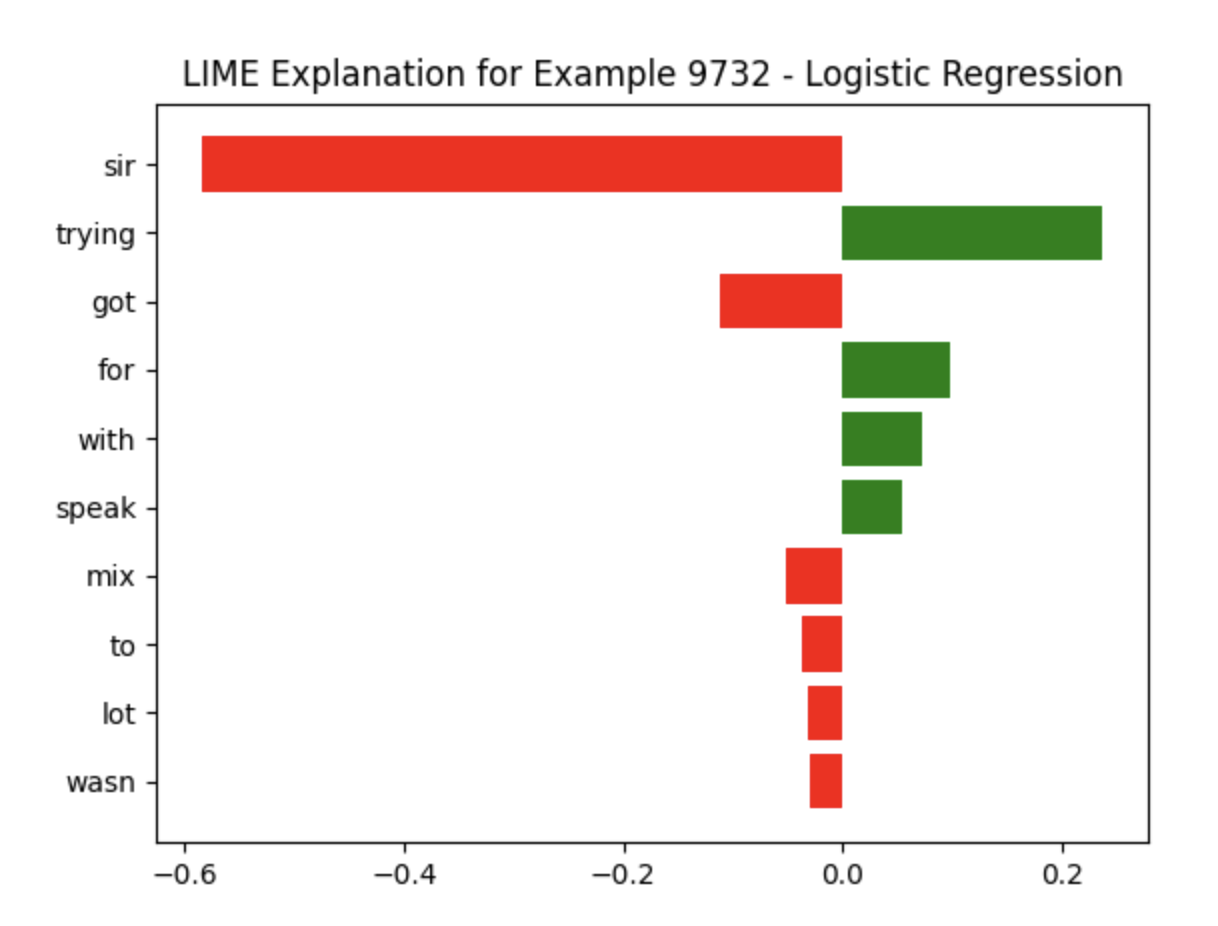 LIME Explanation for Example 9732 - Logistic Regression
sir
trying
got
for
with
speak
mix
to
lot
wasn
−0.6 −0.4 −0.2 0.0 0.2